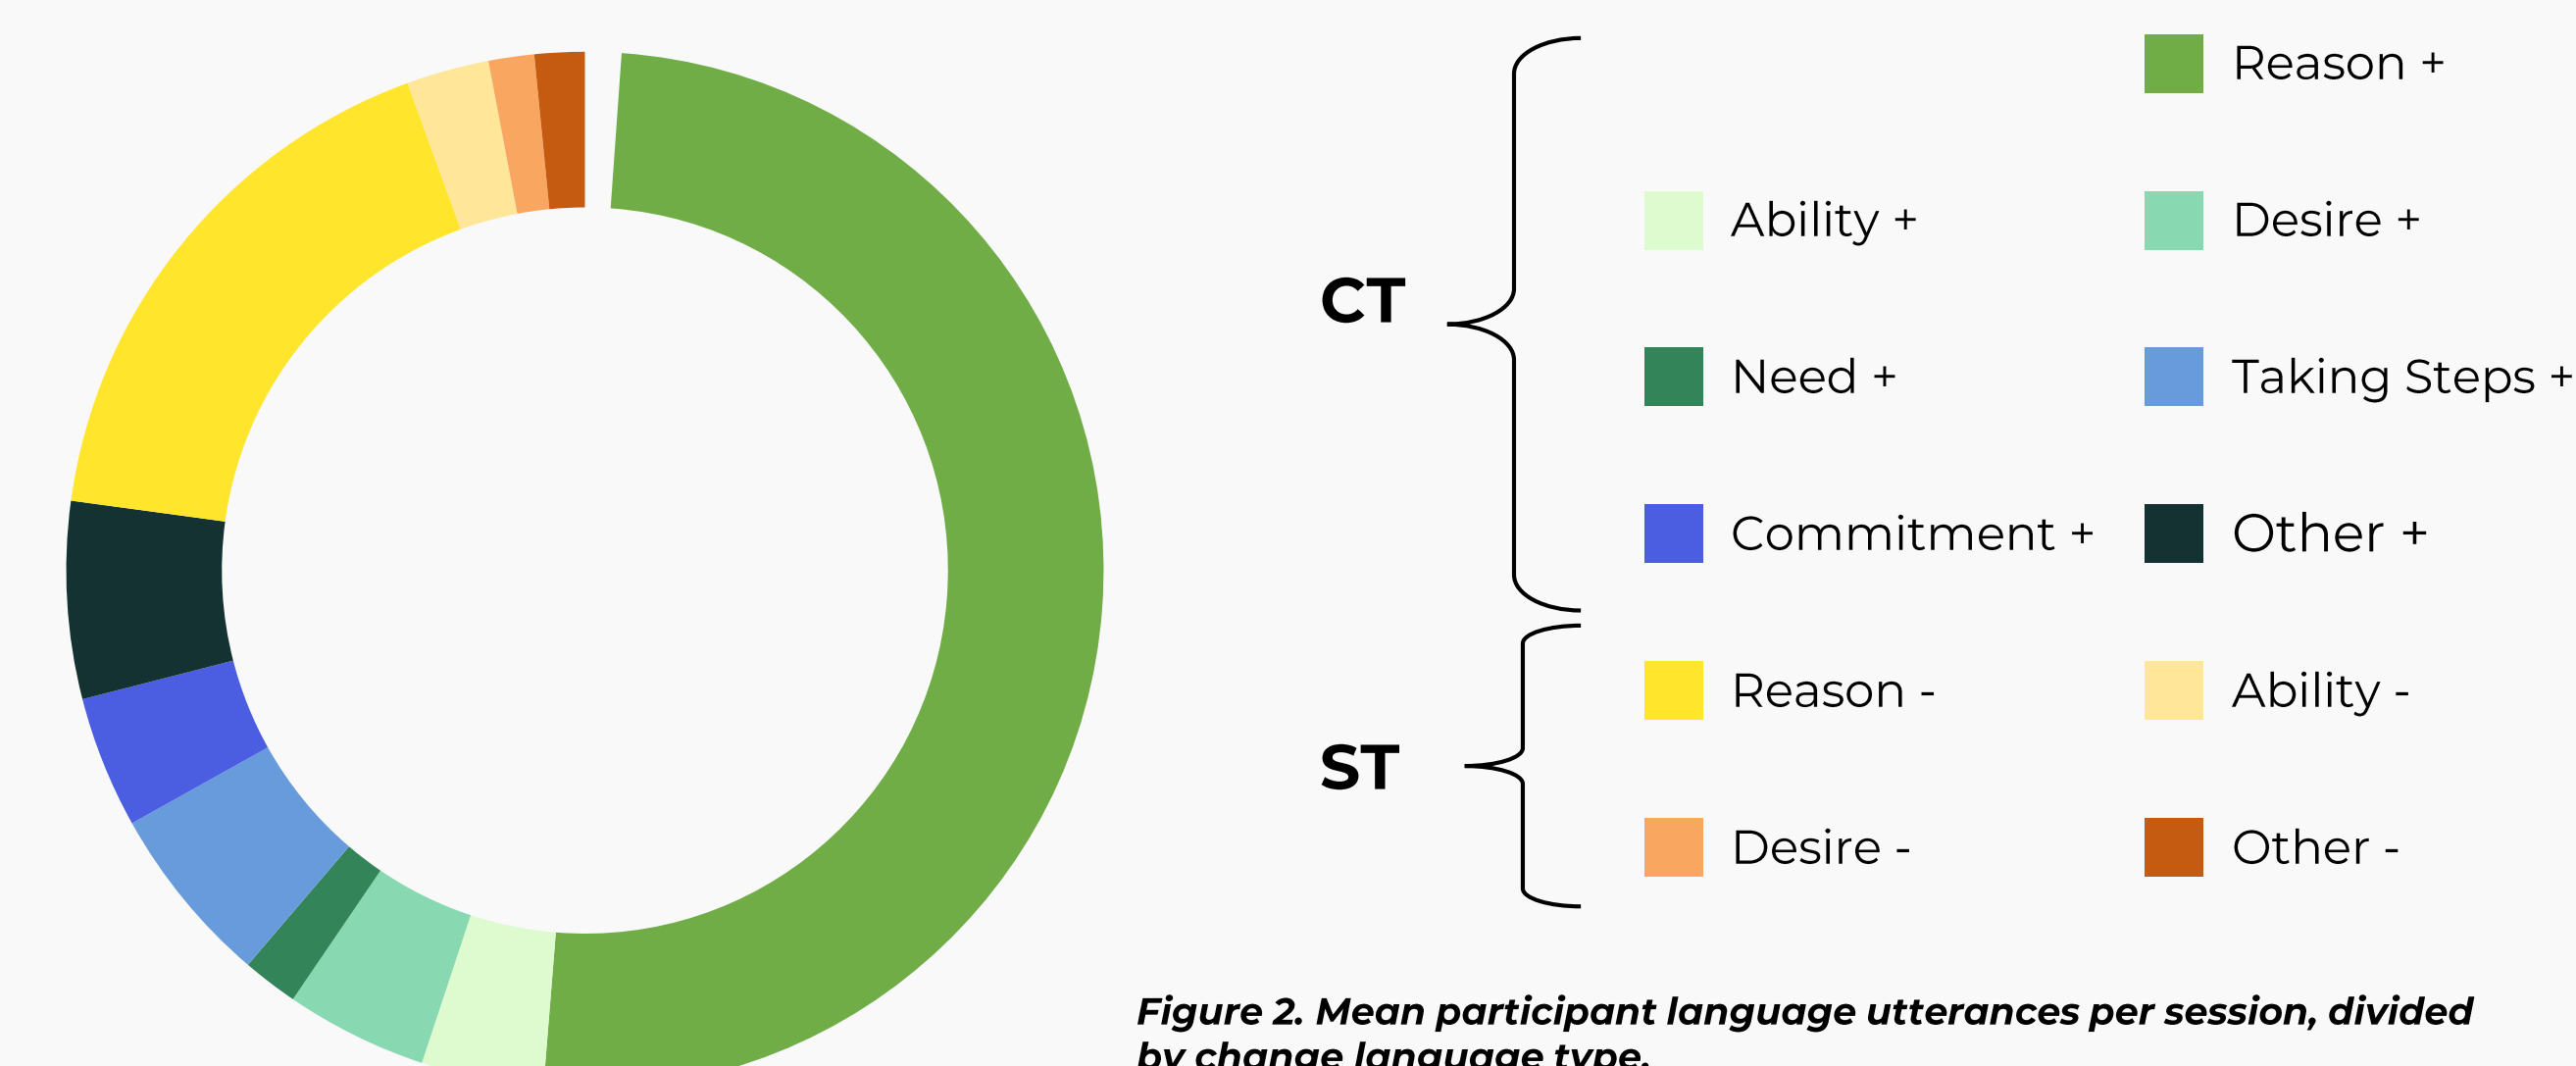 Reason +
Ability +
Desire +
CT
Need +
Taking Steps +
Commitment +
Other +
Reason -
Ability -
ST
Desire -
Other -
Figure 2. Mean participant language utterances per session, divided
by change language type.